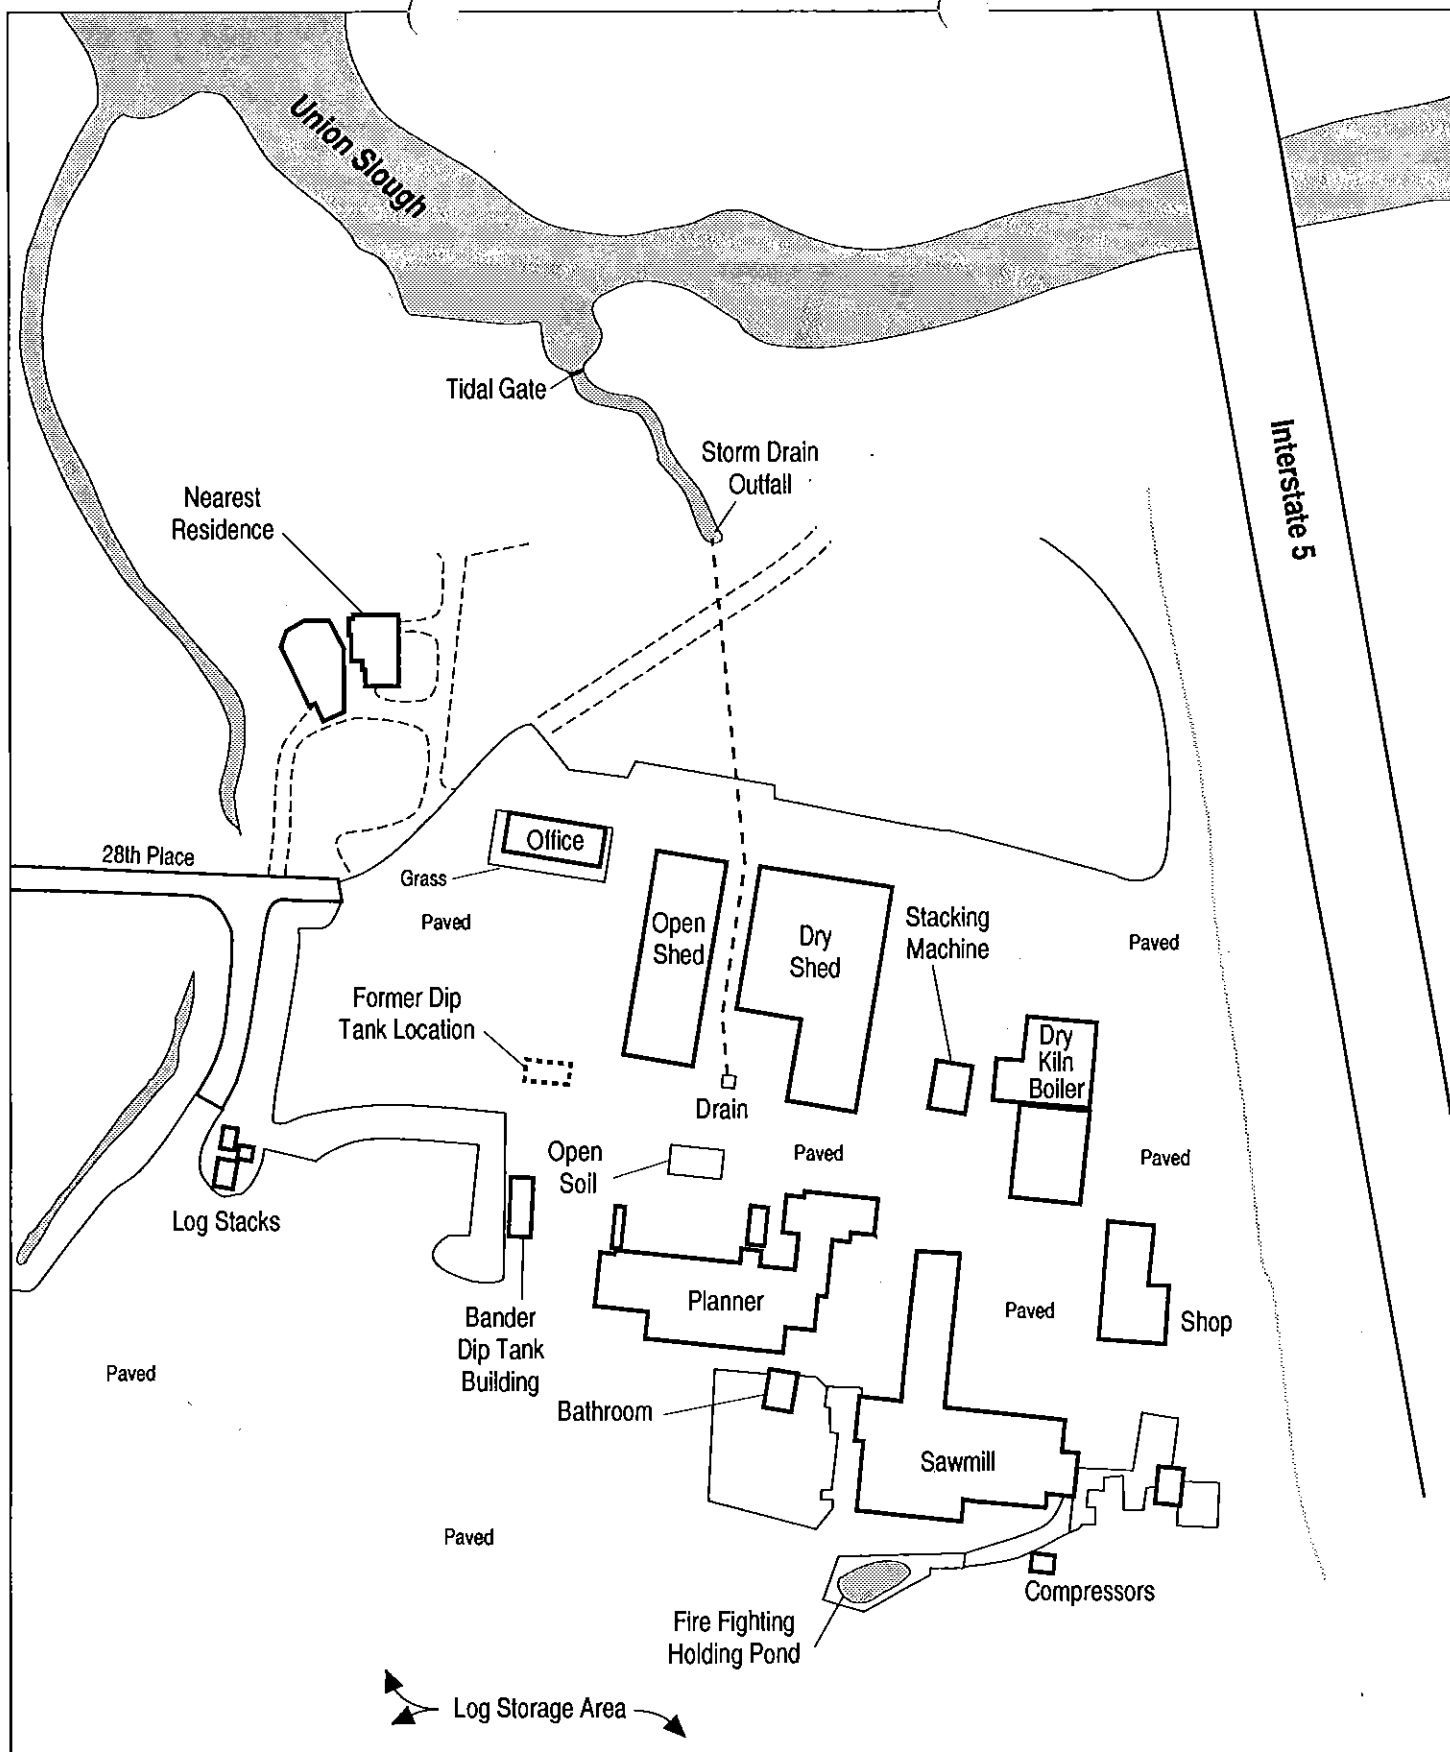 Union Slough
Tidal Gate
Storm Drain
Outfall
Interstate 5
Nearest
Residence
28th Place
Office
Grass
Paved
Open
Shed
Dry
Shed
Stacking
Machine
Paved
Former Dip
Tank Location
Dry
Kiln
Boiler
Drain
Open
Soil
Paved
Paved
Log Stacks
Bander
Dip Tank
Building
Planner
Paved
Shop
Paved
Bathroom
Sawmill
Paved
Compressors
Fire Fighting
Holding Pond
Log Storage Area